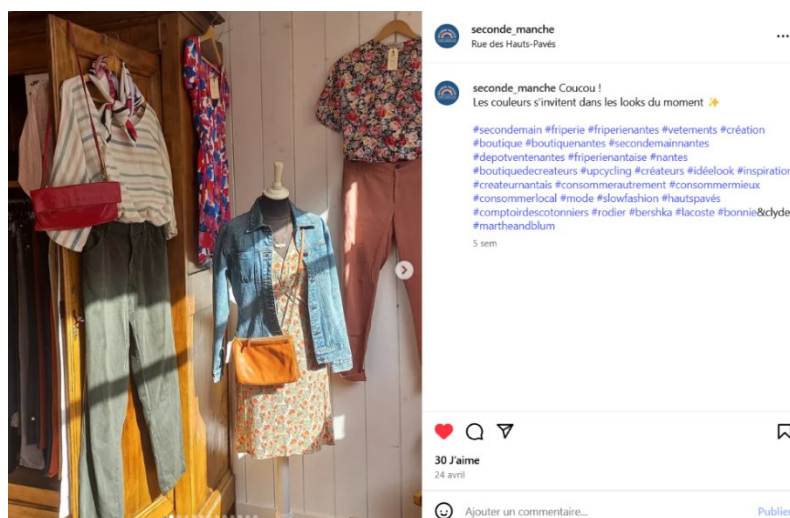 seconde_manche
Rue des Hauts-Pavés
seconde_manche Coucou !
Les couleurs s'invitent dans les looks du moment ✨
#secondemain #friperie #friperienantes #vetements #création
#boutique #boutiquenantes #secondemainnantes
#depotventenantes #friperienantaise #nantes
#boutiquedecreateurs #upcycling #créateurs #idéelook #inspiration
#createurnantais #consommerautrement #consommermieux
#consommerlocal #mode #slowfashion #hautspavés
#comptoirdescotonniers #rodier #bershka #lacoste #bonnie&clyde
#martheandblum
5 sem
30 J'aime
24 avril
Ajouter un commentaire...
Publier